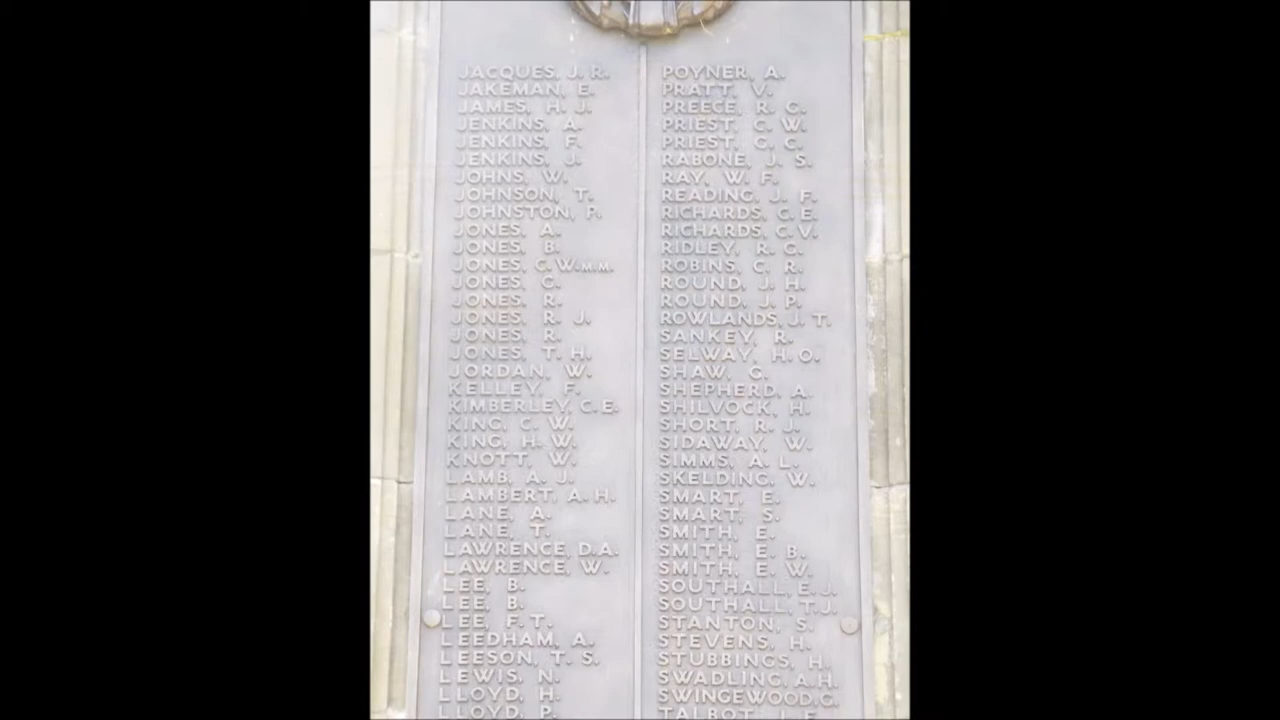 JACQUES, J. R.
JAKEMAN, E.
JAMES, H. J.
JENKINS, A.
JENKINS, F.
JENKINS, J.
JOHNS, W.
JOHNSON, T.
JOHNSTON, P.
JONES, A.
JONES, B.
JONES, C. W. M.M.
JONES, G.
JONES, R.
JONES, R. J.
JONES, R.
JONES, T. H.
JORDAN, W.
KELLEY, F.
KIMBERLEY, C. E.
KING, C. W.
KING, H. W.
KNOTT, W.
LAMB, A. J.
LAMBERT, A. H.
LANE, A.
LANE, T.
LAWRENCE, D. A.
LAWRENCE, W.
LEE, B.
LEE, B.
LEE, F. T.
LEEDHAM, A.
LEESON, T. S.
LEWIS, N.
LLOYD, H.
LLOYD, P.
POYNER, A.
PRATT, V.
PREECE, R. G.
PRIEST, C. W.
PRIEST, G. C.
RABONE, J. S.
RAY, W. F.
READING, J. F.
RICHARDS, C. E.
RICHARDS, C. V.
RIDLEY, R. G.
ROBINS, C. R.
ROUND, J. H.
ROUND, J. P.
ROWLANDS, J. T.
SANKEY, R.
SELWAY, H. O.
SHAW, G.
SHEPHERD, A.
SHILVOCK, H.
SHORT, R. J.
SIDAWAY, W.
SIMMS, A. L.
SKELDING, W.
SMART, E.
SMART, S.
SMITH, E.
SMITH, E. B.
SMITH, E. W.
SOUTHALL, E. J.
SOUTHALL, T. J.
STANTON, S.
STEVENS, H.
STUBBINGS, H.
SWADLING, A. H.
SWINGEWOOD, G.
TALBOT, J.